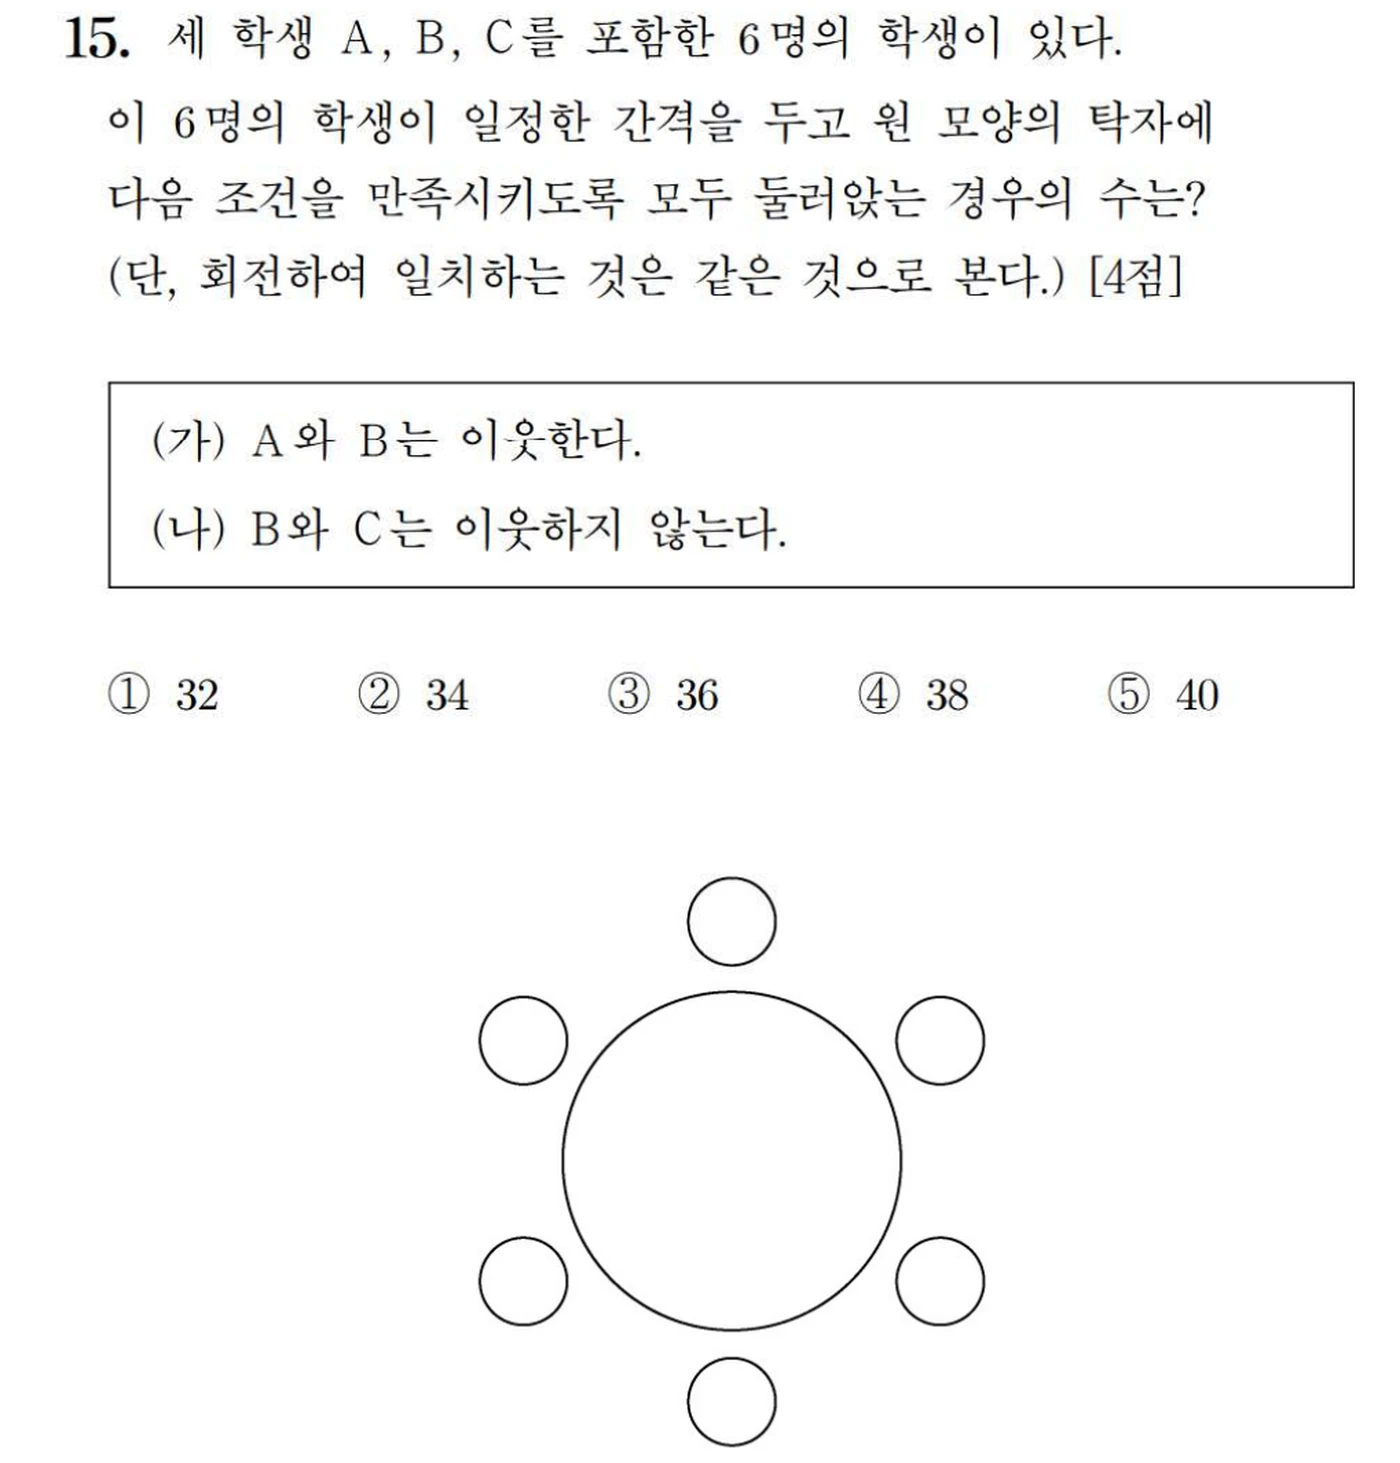 15. 세 학생 A, B, C를 포함한 6명의 학생이 있다.
이 6명의 학생이 일정한 간격을 두고 원 모양의 탁자에
다음 조건을 만족시키도록 모두 둘러앉는 경우의 수는?
(단, 회전하여 일치하는 것은 같은 것으로 본다.) [4점]
(가) A와 B는 이웃한다.
(나) B와 C는 이웃하지 않는다.
① 32 ② 34 ③ 36 ④ 38 ⑤ 40